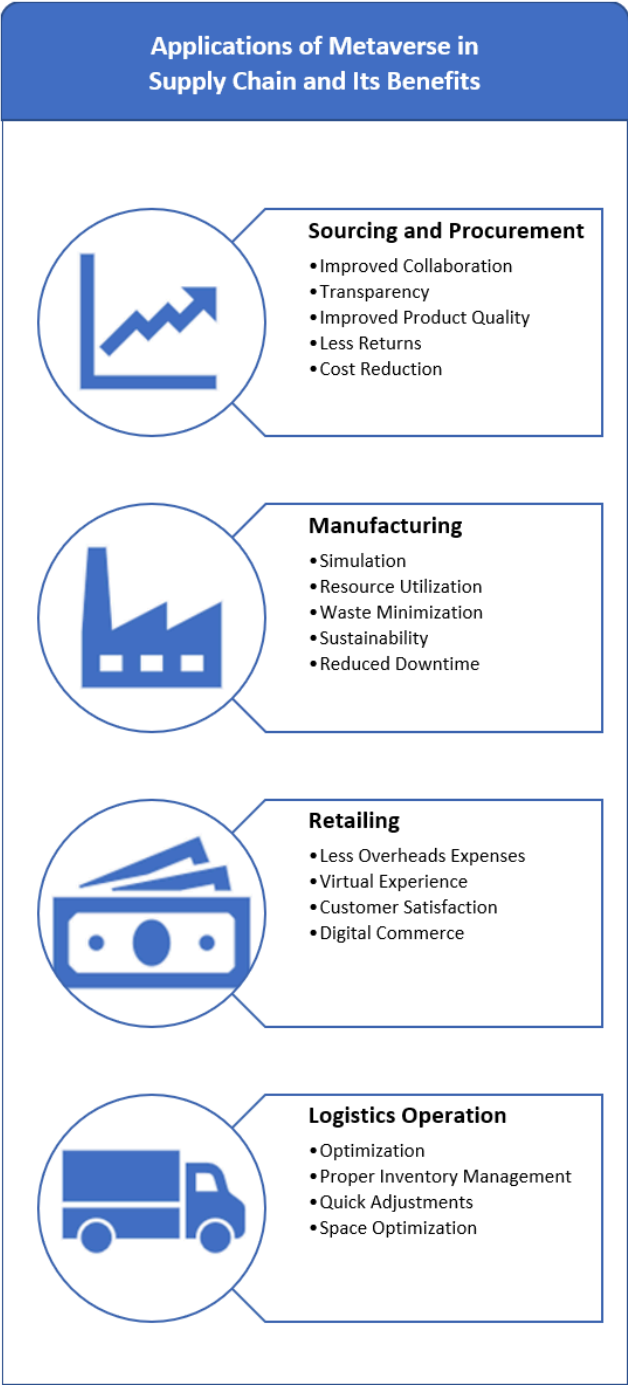 Applications of Metaverse in
Supply Chain and Its Benefits
Sourcing and Procurement
•Improved Collaboration
•Transparency
•Improved Product Quality
•Less Returns
•Cost Reduction
Manufacturing
•Simulation
•Resource Utilization
•Waste Minimization
•Sustainability
•Reduced Downtime
Retailing
•Less Overheads Expenses
•Virtual Experience
•Customer Satisfaction
•Digital Commerce
Logistics Operation
•Optimization
•Proper Inventory Management
•Quick Adjustments
•Space Optimization